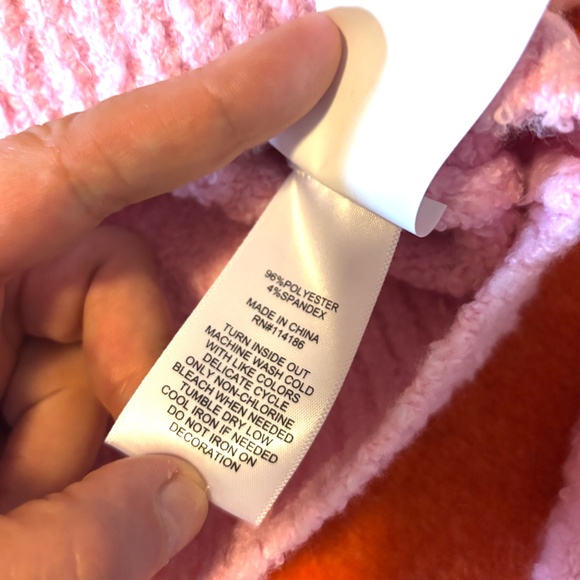 96%POLYESTER
4%SPANDEX
MADE IN CHINA
RN#114186
TURN INSIDE OUT
MACHINE WASH COLD
WITH LIKE COLORS
DELICATE CYCLE
ONLY NON-CHLORINE
BLEACH WHEN NEEDED
TUMBLE DRY LOW
COOL IRON IF NEEDED
DO NOT IRON ON
DECORATION